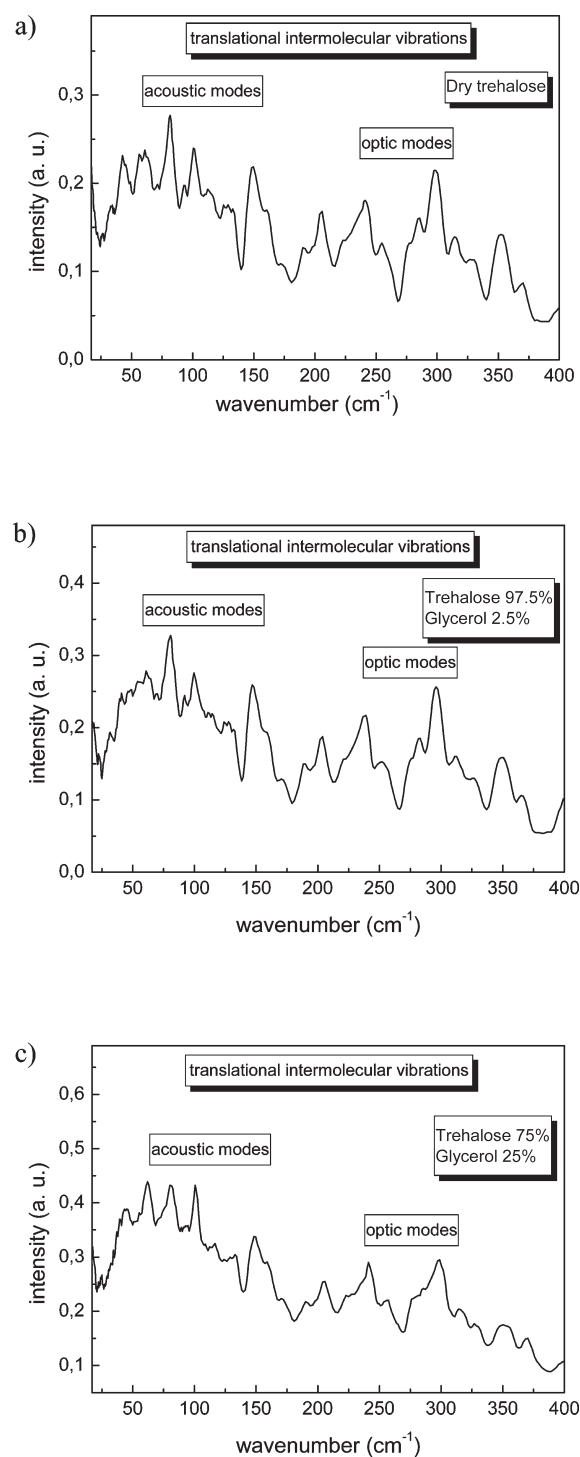 a)
translational intermolecular vibrations
Dry trehalose
acoustic modes
optic modes
intensity (a. u.)
0,3
0,2
0,1
0,0
50 100 150 200 250 300 350 400
wavenumber (cm⁻¹)
b)
translational intermolecular vibrations
Trehalose 97.5%
Glycerol 2.5%
acoustic modes
optic modes
intensity (a. u.)
0,4
0,3
0,2
0,1
0,0
50 100 150 200 250 300 350 400
wavenumber (cm⁻¹)
c)
translational intermolecular vibrations
Trehalose 75%
Glycerol 25%
acoustic modes
optic modes
intensity (a. u.)
0,6
0,5
0,4
0,3
0,2
0,1
50 100 150 200 250 300 350 400
wavenumber (cm⁻¹)